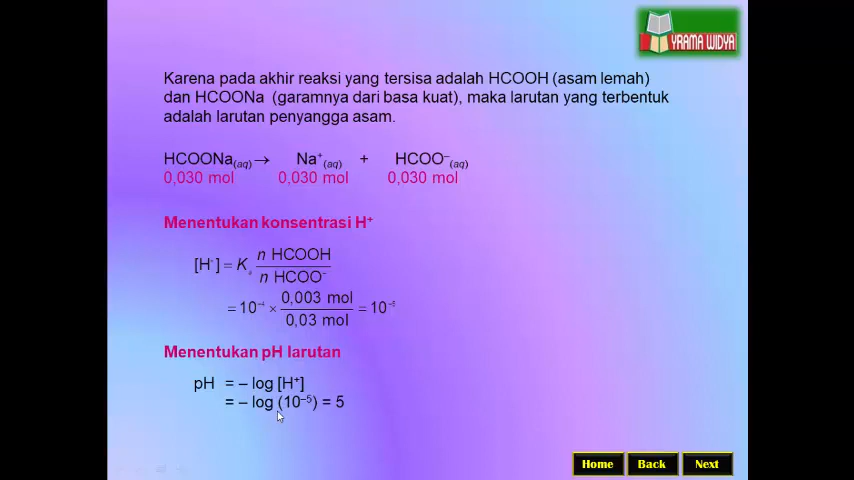 YRAMA WIDYA
Karena pada akhir reaksi yang tersisa adalah HCOOH (asam lemah)
dan HCOONa (garamnya dari basa kuat), maka larutan yang terbentuk
adalah larutan penyangga asam.
HCOONa(aq) → Na⁺(aq) + HCOO⁻(aq)
0,030 mol 0,030 mol 0,030 mol
Menentukan konsentrasi H⁺
[H⁺] = Kₐ n HCOOH / n HCOO⁻
= 10⁻⁴ × 0,003 mol / 0,03 mol = 10⁻⁵
Menentukan pH larutan
pH = – log [H⁺]
= – log (10⁻⁵) = 5
Home Back Next